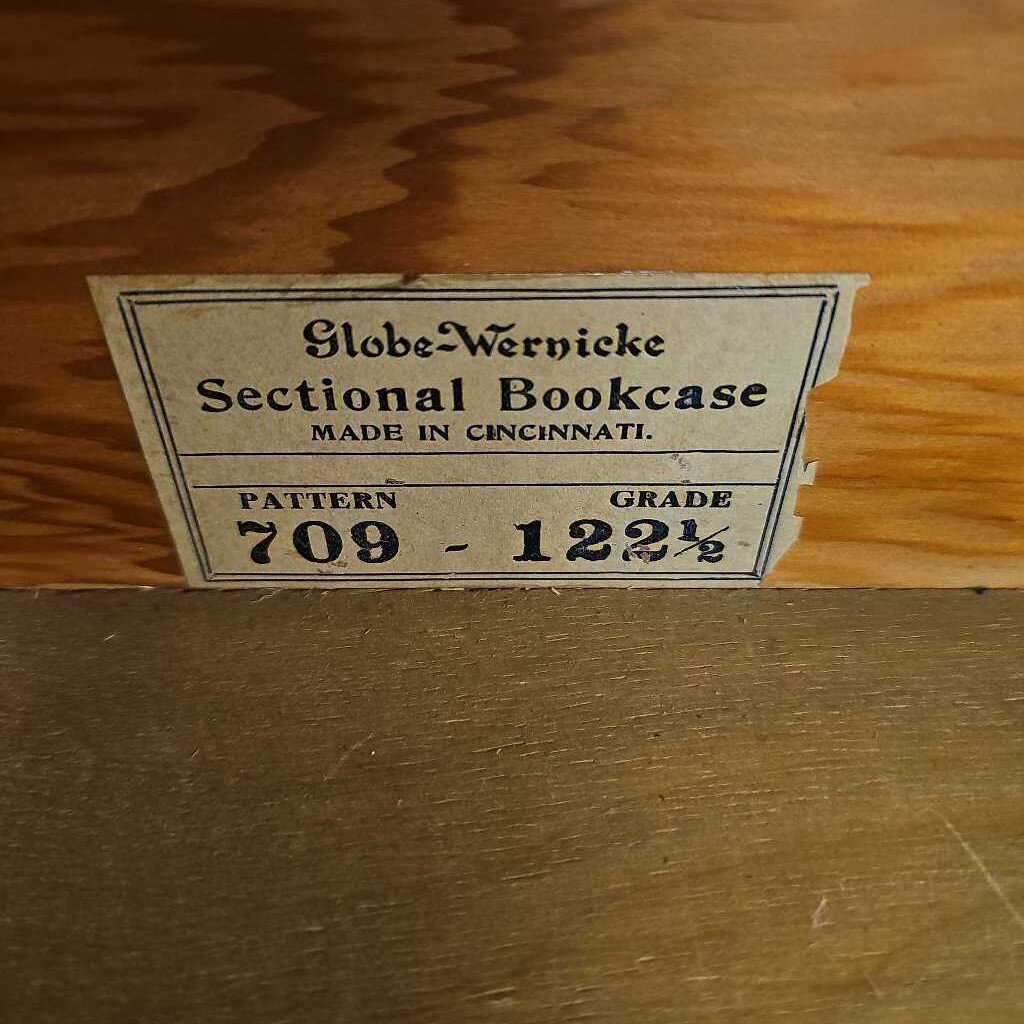 Globe-Wernicke
Sectional Bookcase
MADE IN CINCINNATI.
PATTERN GRADE
709 - 122½